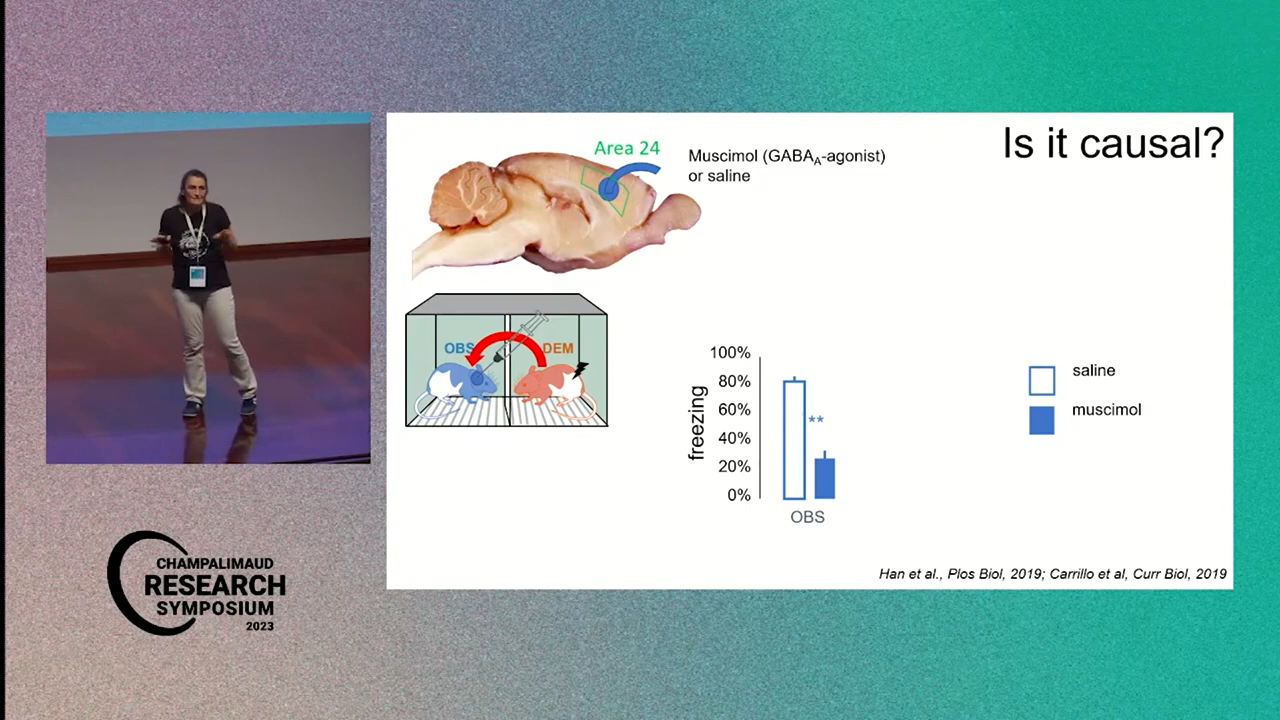 Is it causal?
Area 24
Muscimol (GABAA-agonist)
or saline
OBS
DEM
100%
80%
60%
40%
20%
0%
freezing
**
OBS
saline
muscimol
Han et al., Plos Biol, 2019; Carrillo et al, Curr Biol, 2019
CHAMPALIMAUD
RESEARCH
SYMPOSIUM
2023